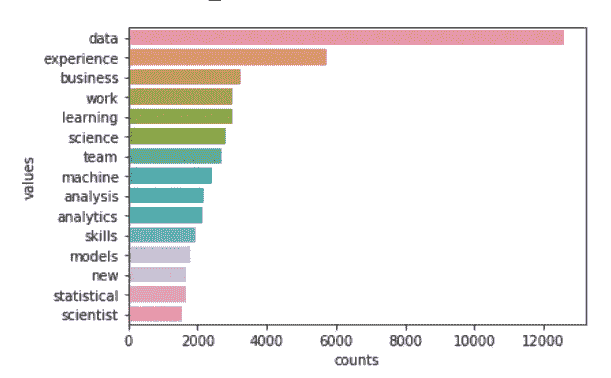 data
experience
business
work
learning
science
team
machine
analysis
analytics
skills
models
new
statistical
scientist
values
0 2000 4000 6000 8000 10000 12000
counts